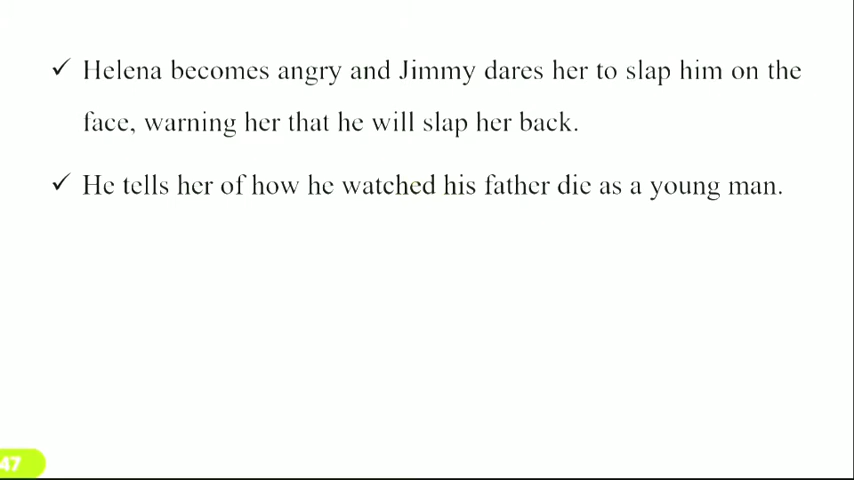 ✓ Helena becomes angry and Jimmy dares her to slap him on the
face, warning her that he will slap her back.
✓ He tells her of how he watched his father die as a young man.
47